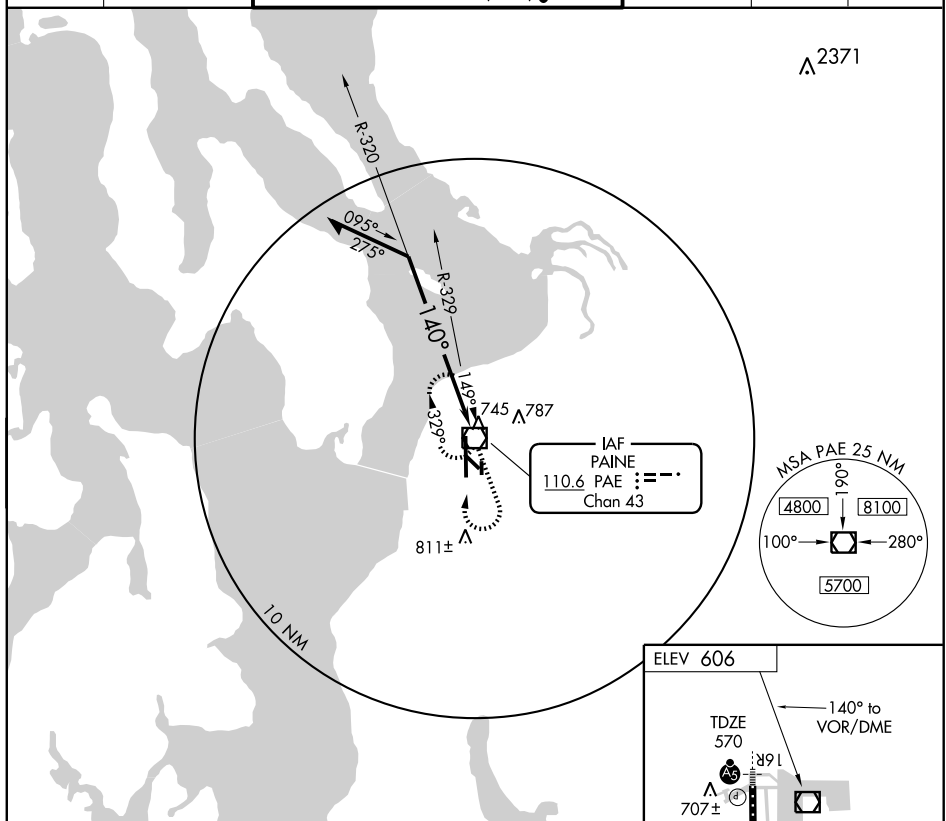 2371
R-320
095°
275°
R-329
140°
149°
745
787
329°
IAF
PAINE
110.6 PAE
Chan 43
811±
10 NM
MSA PAE 25 NM
190°
4800
8100
100°
280°
5700
ELEV 606
140° to
VOR/DME
TDZE
570
16R
A5
P
707±